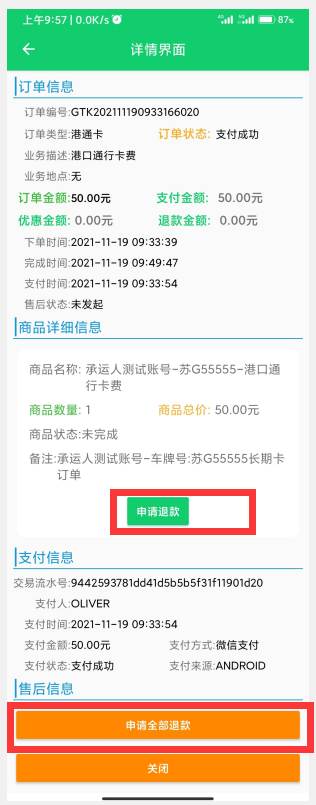 上午9:57 | 0.0K/s 4G 5G 87%
详情界面
订单信息
订单编号:GTK202111190933166020
订单类型:港通卡 订单状态: 支付成功
业务描述:港口通行卡费
业务地点:无
订单金额:50.00元 支付金额: 50.00元
优惠金额: 0.00元 退款金额: 0.00元
下单时间:2021-11-19 09:33:39
完成时间:2021-11-19 09:49:47
支付时间:2021-11-19 09:33:54
售后状态:未发起
商品详细信息
商品名称: 承运人测试账号-苏G55555-港口通
行卡费
商品数量: 1 商品总价: 50.00元
商品状态:未完成
备注:承运人测试账号-车牌号:苏G55555长期卡
订单
申请退款
支付信息
交易流水号:9442593781dd41d5b5b5f31f11901d20
支付人:OLIVER
支付时间:2021-11-19 09:33:54
支付金额:50.00元 支付方式:微信支付
支付状态:支付成功 支付来源:ANDROID
售后信息
申请全部退款
关闭